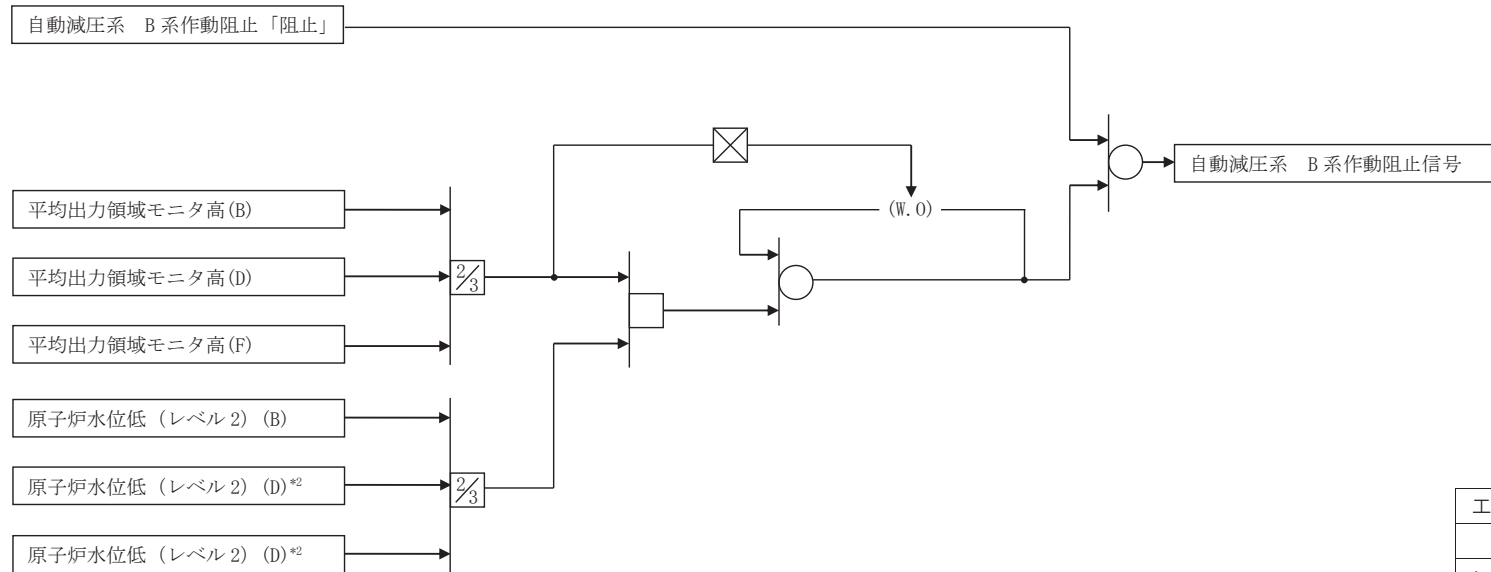 自動減圧系　B系作動阻止「阻止」
自動減圧系　B系作動阻止信号
(W.O)
平均出力領域モニタ高(B)
平均出力領域モニタ高(D)
2/3
平均出力領域モニタ高(F)
原子炉水位低（レベル2）(B)
原子炉水位低（レベル2）(D)*2
2/3
原子炉水位低（レベル2）(D)*2
工